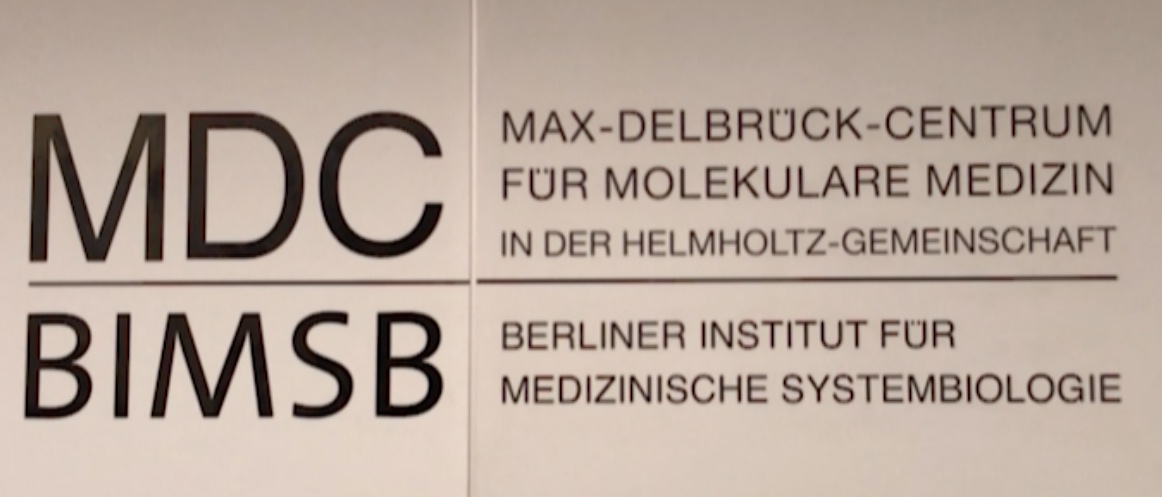 MDC
MAX-DELBRÜCK-CENTRUM
FÜR MOLEKULARE MEDIZIN
IN DER HELMHOLTZ-GEMEINSCHAFT
BIMSB
BERLINER INSTITUT FÜR
MEDIZINISCHE SYSTEMBIOLOGIE